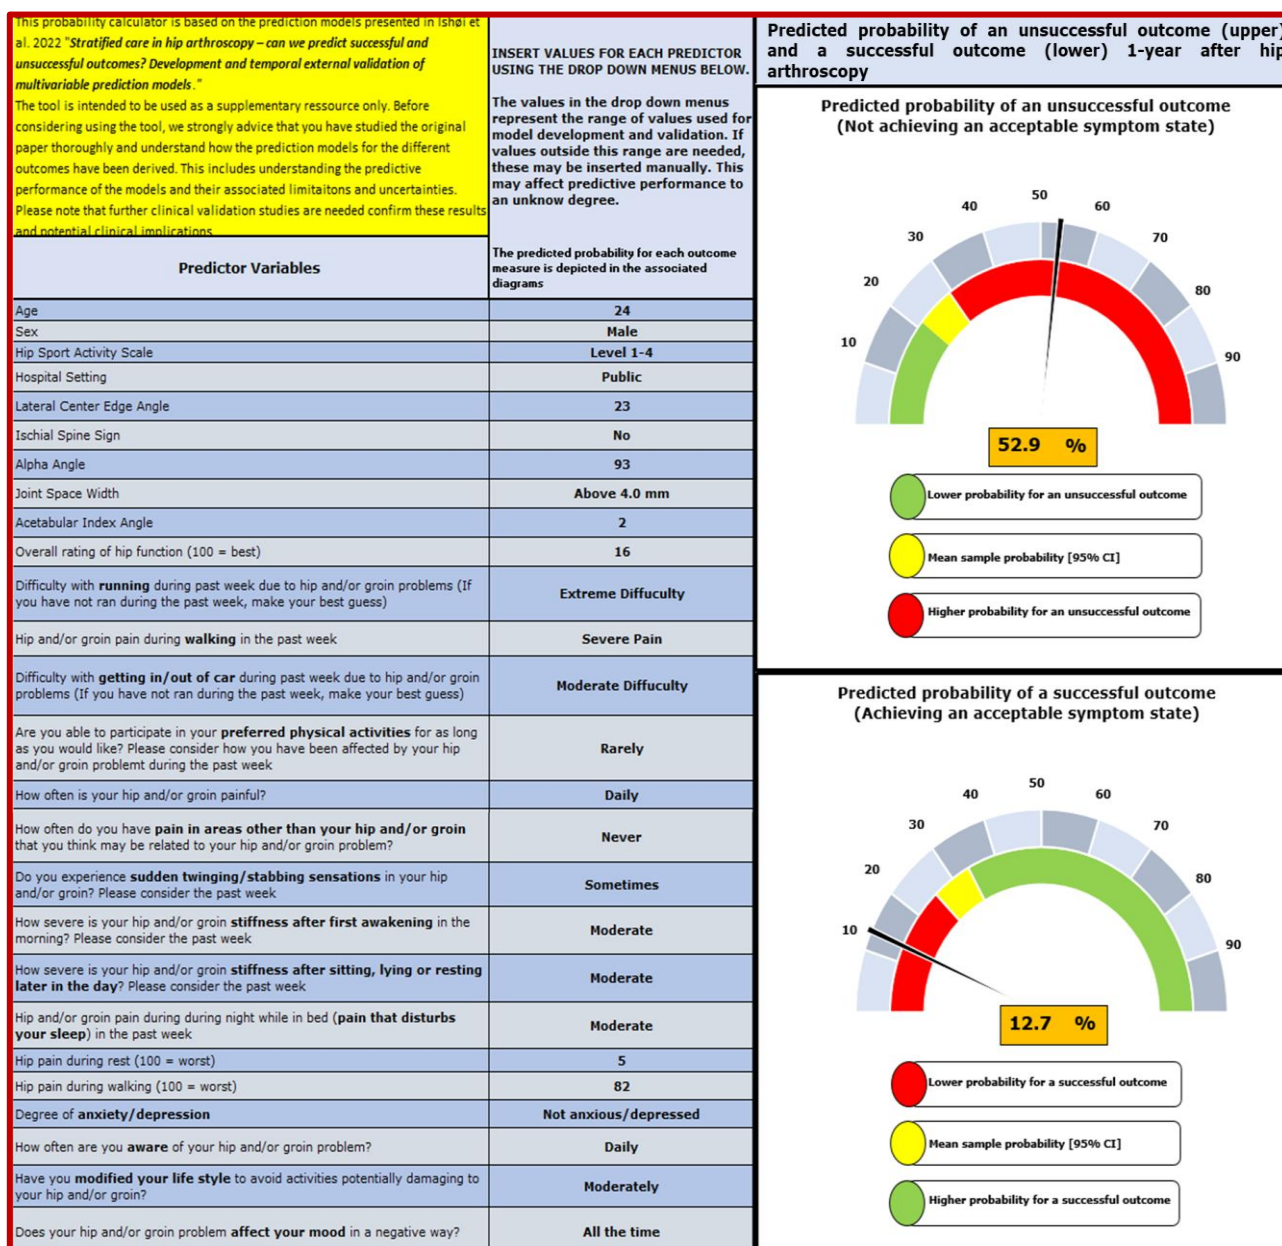 This probability calculator is based on the prediction models presented in Ishøi et
al. 2022 "Stratified care in hip arthroscopy – can we predict successful and
unsuccessful outcomes? Development and temporal external validation of
multivariable prediction models."
The tool is intended to be used as a supplementary ressource only. Before
considering using the tool, we strongly advice that you have studied the original
paper thoroughly and understand how the prediction models for the different
outcomes have been derived. This includes understanding the predictive
performance of the models and their associated limitaitons and uncertainties.
Please note that further clinical validation studies are needed confirm these results
and potential clinical implications
INSERT VALUES FOR EACH PREDICTOR
USING THE DROP DOWN MENUS BELOW.
The values in the drop down menus
represent the range of values used for
model development and validation. If
values outside this range are needed,
these may be inserted manually. This
may affect predictive performance to
an unknow degree.
Predictor Variables
The predicted probability for each outcome
measure is depicted in the associated
diagrams
Age
24
Sex
Male
Hip Sport Activity Scale
Level 1-4
Hospital Setting
Public
Lateral Center Edge Angle
23
Ischial Spine Sign
No
Alpha Angle
93
Joint Space Width
Above 4.0 mm
Acetabular Index Angle
2
Overall rating of hip function (100 = best)
16
Difficulty with running during past week due to hip and/or groin problems (If
you have not ran during the past week, make your best guess)
Extreme Diffuculty
Hip and/or groin pain during walking in the past week
Severe Pain
Difficulty with getting in/out of car during past week due to hip and/or groin
problems (If you have not ran during the past week, make your best guess)
Moderate Diffuculty
Are you able to participate in your preferred physical activities for as long
as you would like? Please consider how you have been affected by your hip
and/or groin problemt during the past week
Rarely
How often is your hip and/or groin painful?
Daily
How often do you have pain in areas other than your hip and/or groin
that you think may be related to your hip and/or groin problem?
Never
Do you experience sudden twinging/stabbing sensations in your hip
and/or groin? Please consider the past week
Sometimes
How severe is your hip and/or groin stiffness after first awakening in the
morning? Please consider the past week
Moderate
How severe is your hip and/or groin stiffness after sitting, lying or resting
later in the day? Please consider the past week
Moderate
Hip and/or groin pain during during night while in bed (pain that disturbs
your sleep) in the past week
Moderate
Hip pain during rest (100 = worst)
5
Hip pain during walking (100 = worst)
82
Degree of anxiety/depression
Not anxious/depressed
How often are you aware of your hip and/or groin problem?
Daily
Have you modified your life style to avoid activities potentially damaging to
your hip and/or groin?
Moderately
Does your hip and/or groin problem affect your mood in a negative way?
All the time
Predicted probability of an unsuccessful outcome (upper)
and a successful outcome (lower) 1-year after hip
arthroscopy
Predicted probability of an unsuccessful outcome
(Not achieving an acceptable symptom state)
10
20
30
40
50
60
70
80
90
52.9 %
Lower probability for an unsuccessful outcome
Mean sample probability [95% CI]
Higher probability for an unsuccessful outcome
Predicted probability of a successful outcome
(Achieving an acceptable symptom state)
10
20
30
40
50
60
70
80
90
12.7 %
Lower probability for a successful outcome
Mean sample probability [95% CI]
Higher probability for a successful outcome